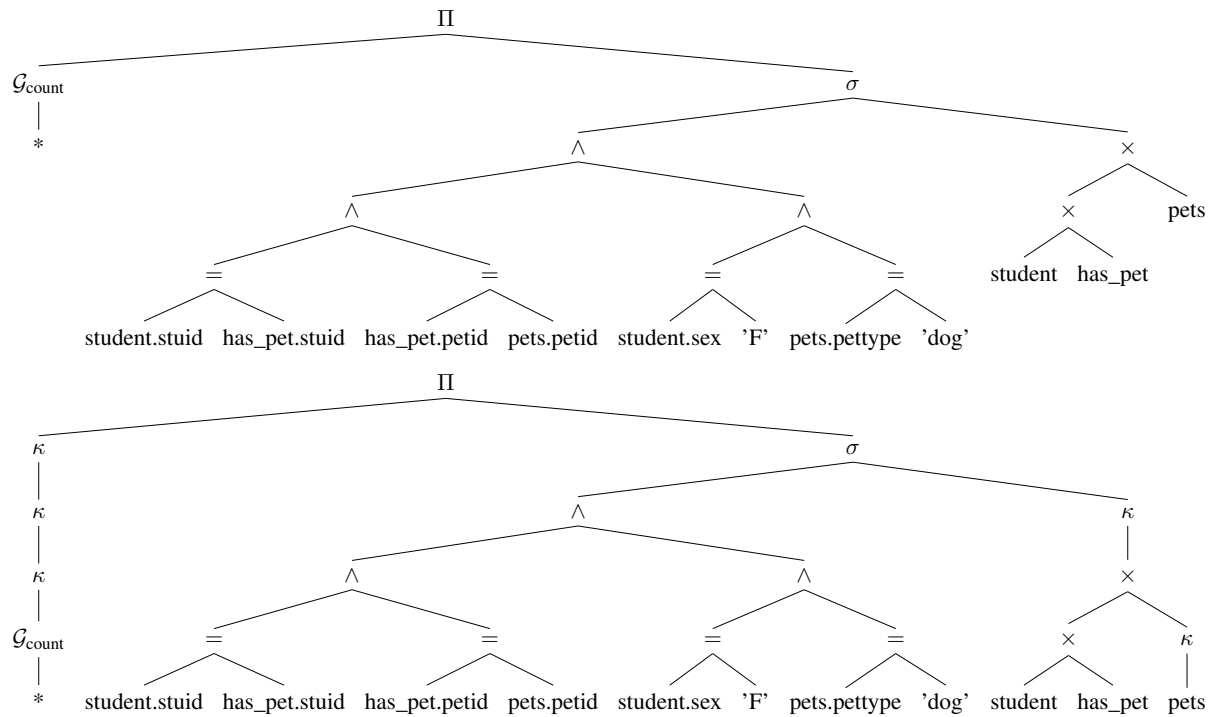 Π
𝒢count σ
* ∧ ×
∧ ∧ × pets
= = = = student has_pet
student.stuid has_pet.stuid has_pet.petid pets.petid student.sex ’F’ pets.pettype ’dog’
Π
κ σ
κ ∧ κ
κ ∧ ∧ ×
𝒢count = = = = × κ
* student.stuid has_pet.stuid has_pet.petid pets.petid student.sex ’F’ pets.pettype ’dog’ student has_pet pets